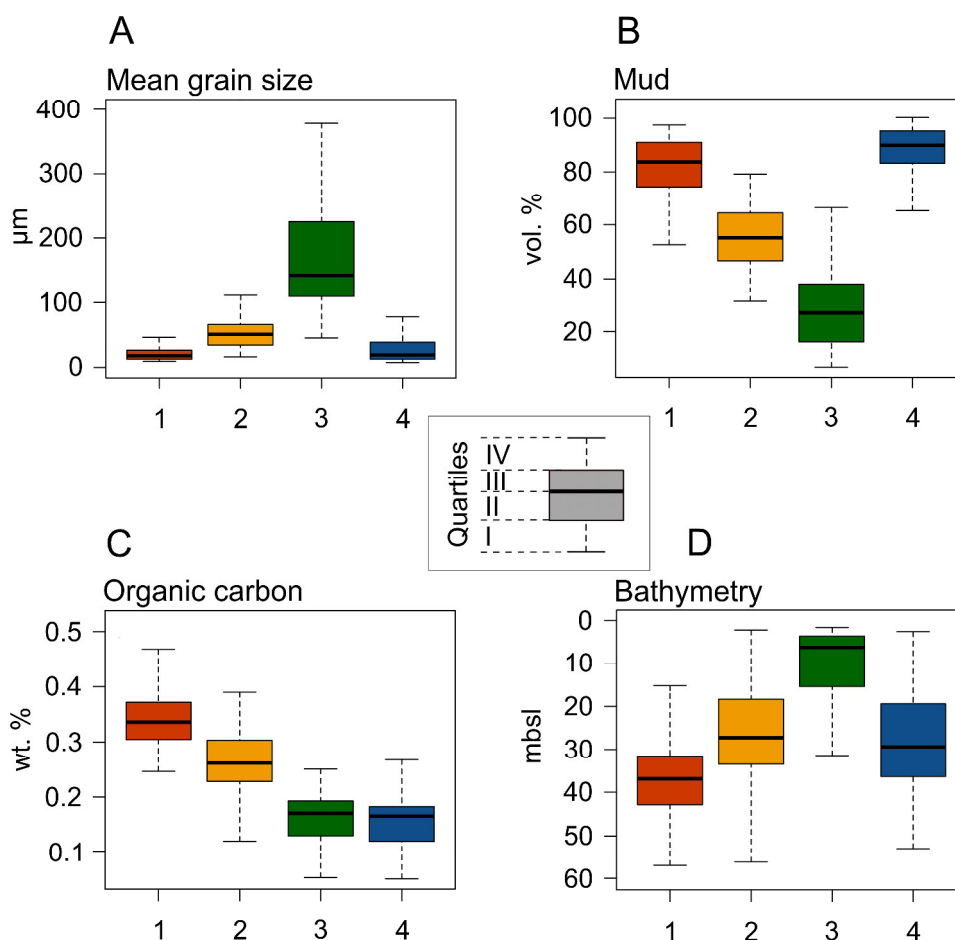 A
Mean grain size
400
300
200
100
0
µm
1 2 3 4
B
Mud
100
80
60
40
20
vol. %
1 2 3 4
Quartiles
IV
III
II
I
C
Organic carbon
0.5
0.4
0.3
0.2
0.1
wt. %
1 2 3 4
D
Bathymetry
0
10
20
30
40
50
60
mbsl
1 2 3 4